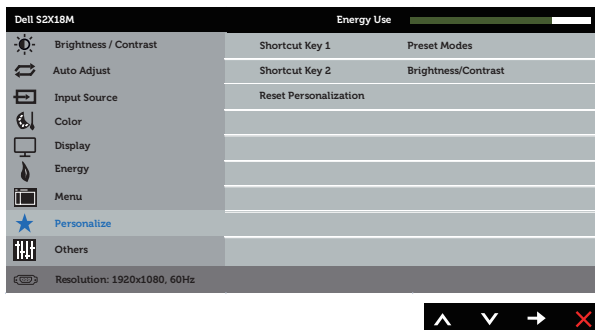 Dell S2X18M Energy Use
Brightness / Contrast Shortcut Key 1 Preset Modes
Auto Adjust Shortcut Key 2 Brightness/Contrast
Input Source Reset Personalization
Color
Display
Energy
Menu
Personalize
Others
Resolution: 1920x1080, 60Hz